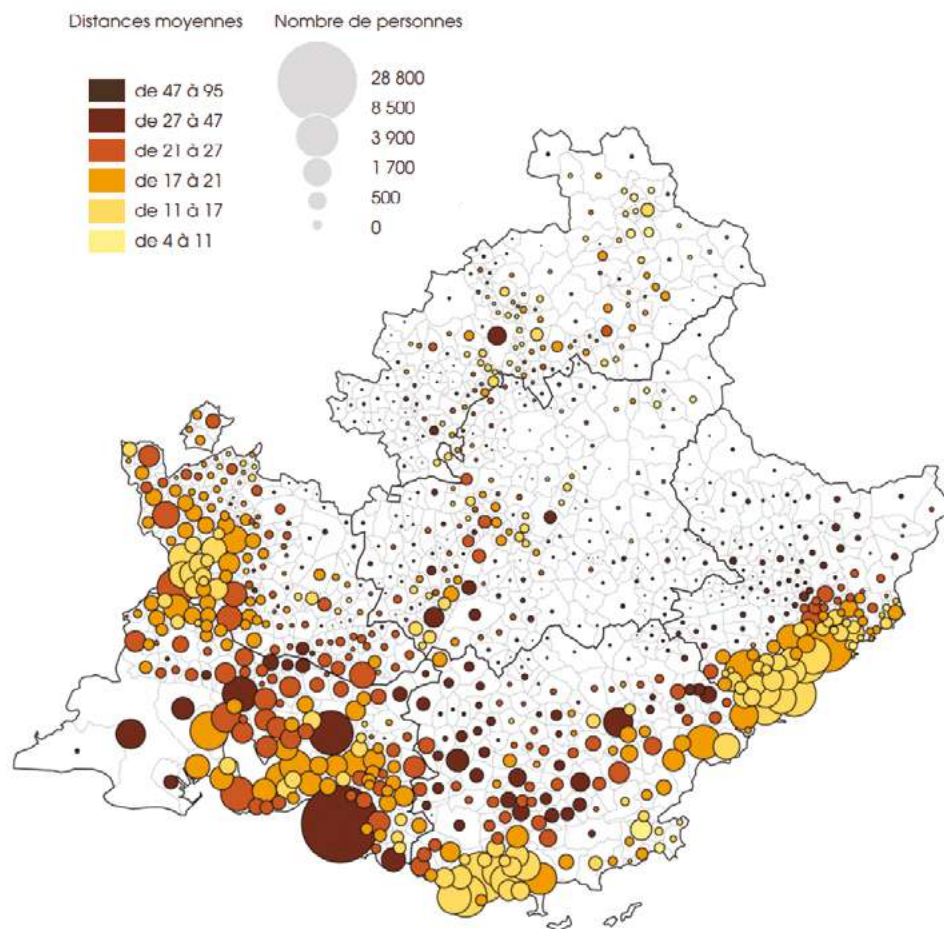 Distances moyennes
de 47 à 95
de 27 à 47
de 21 à 27
de 17 à 21
de 11 à 17
de 4 à 11
Nombre de personnes
28 800
8 500
3 900
1 700
500
0